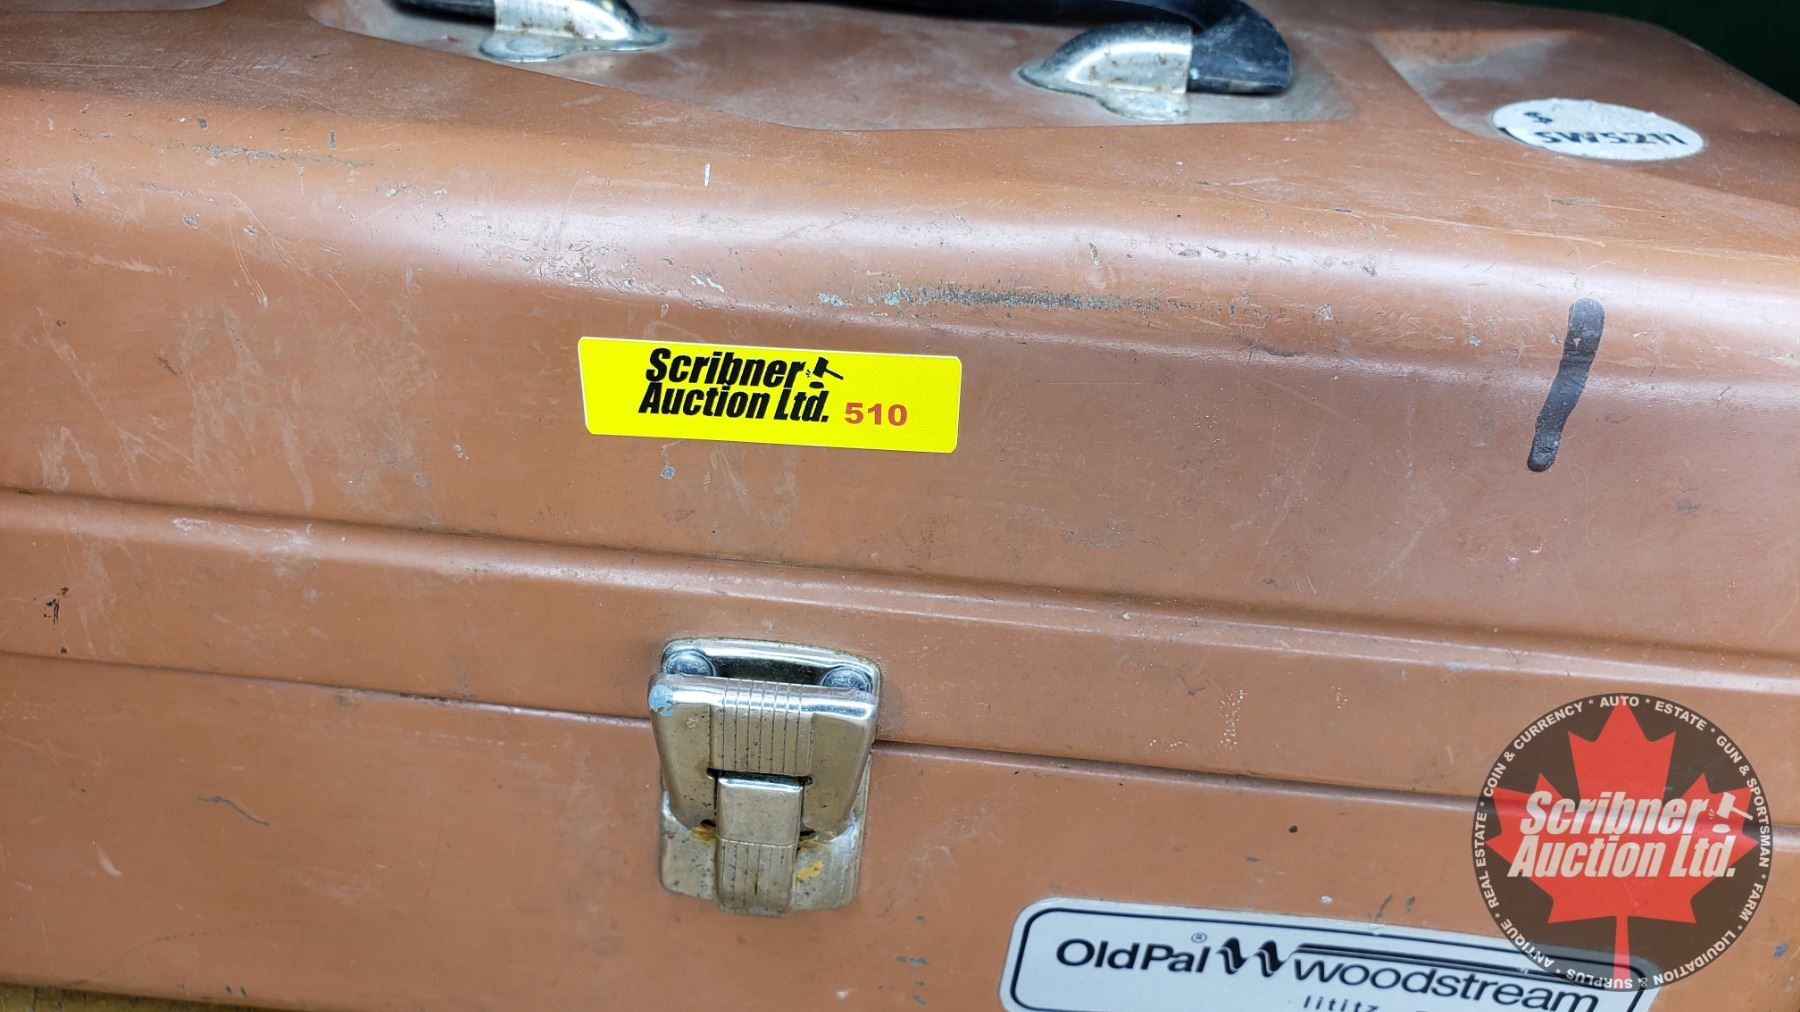 $
SW5211
Scribner
Auction Ltd. 510
OldPal® Woodstream
lititz
* COIN & CURRENCY * AUTO * ESTATE * GUN & SPORTSMAN * FARM * LIQUIDATION & SURPLUS * ANTIQUE * REAL ESTATE
Scribner
Auction Ltd.